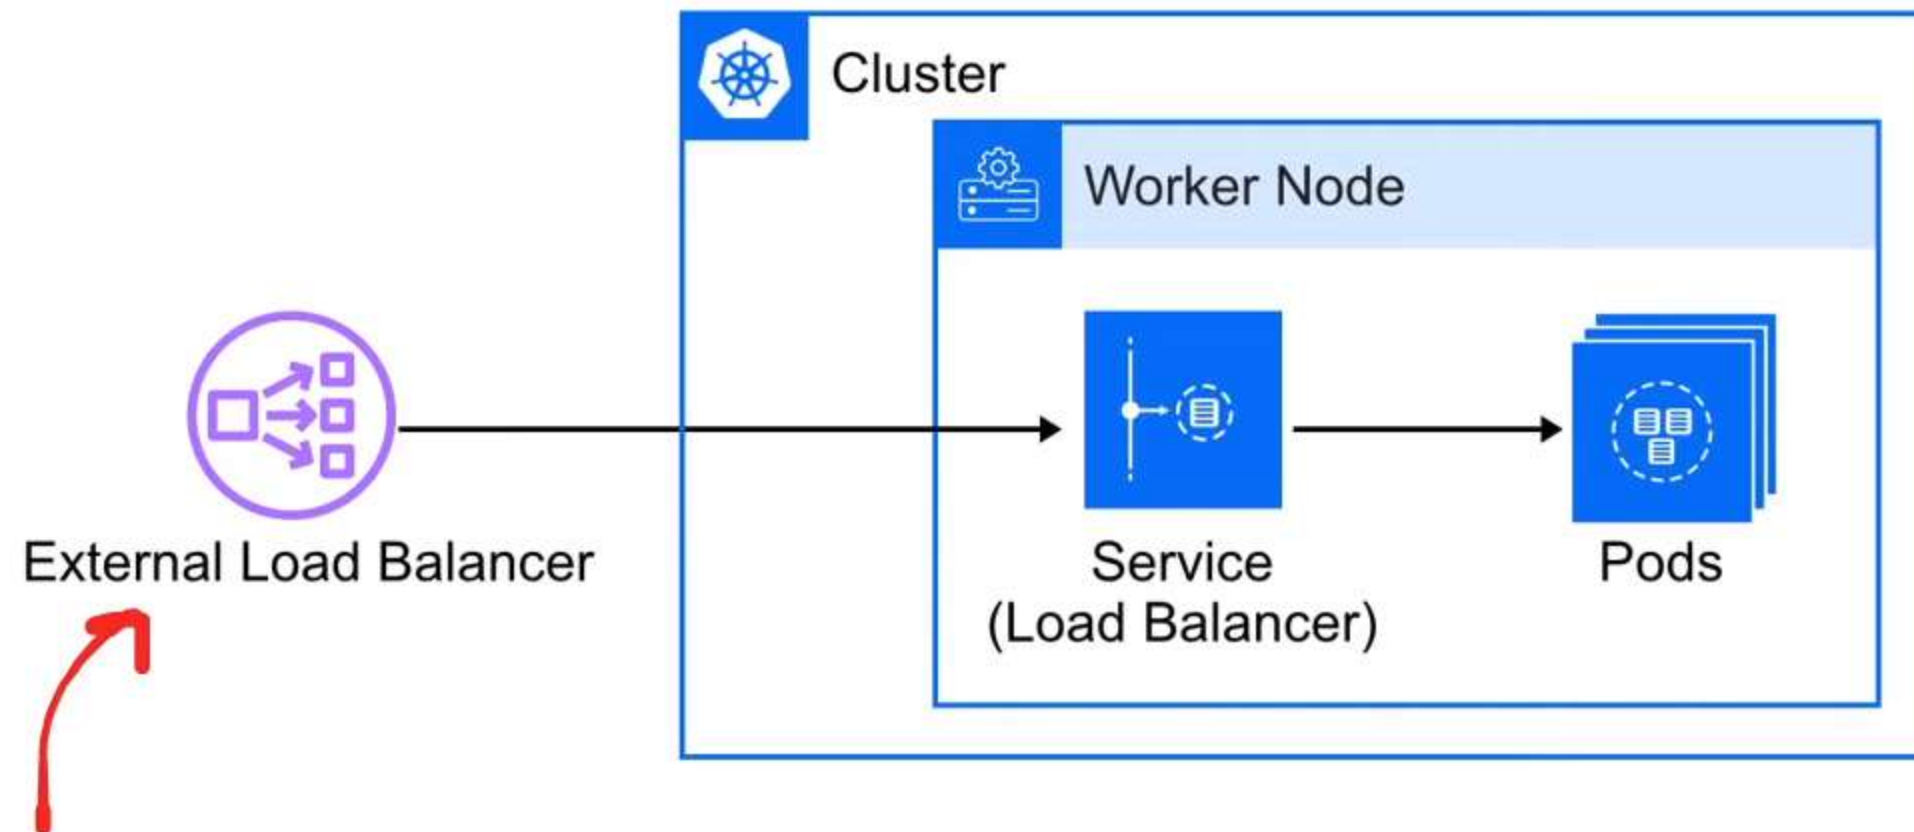 Cluster
Worker Node
External Load Balancer
Service
(Load Balancer)
Pods